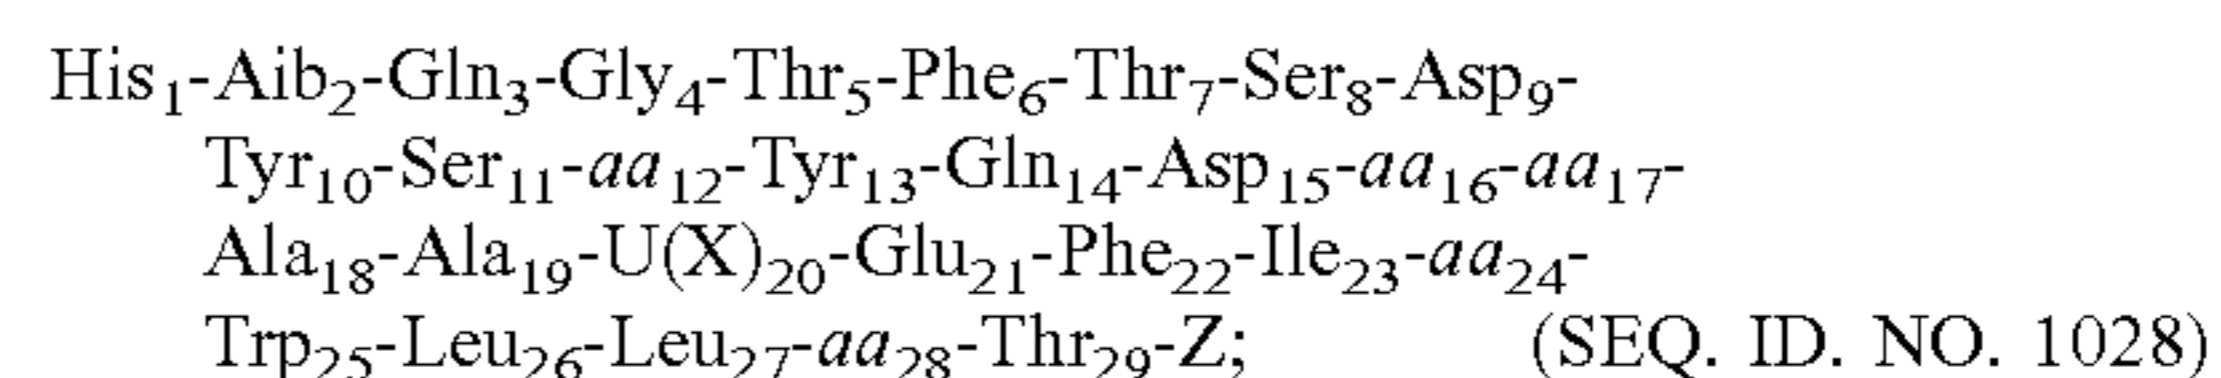 His₁-Aib₂-Gln₃-Gly₄-Thr₅-Phe₆-Thr₇-Ser₈-Asp₉-
Tyr₁₀-Ser₁₁-aa₁₂-Tyr₁₃-Gln₁₄-Asp₁₅-aa₁₆-aa₁₇-
Ala₁₈-Ala₁₉-U(X)₂₀-Glu₂₁-Phe₂₂-Ile₂₃-aa₂₄-
Trp₂₅-Leu₂₆-Leu₂₇-aa₂₈-Thr₂₉-Z; (SEQ. ID. NO. 1028)